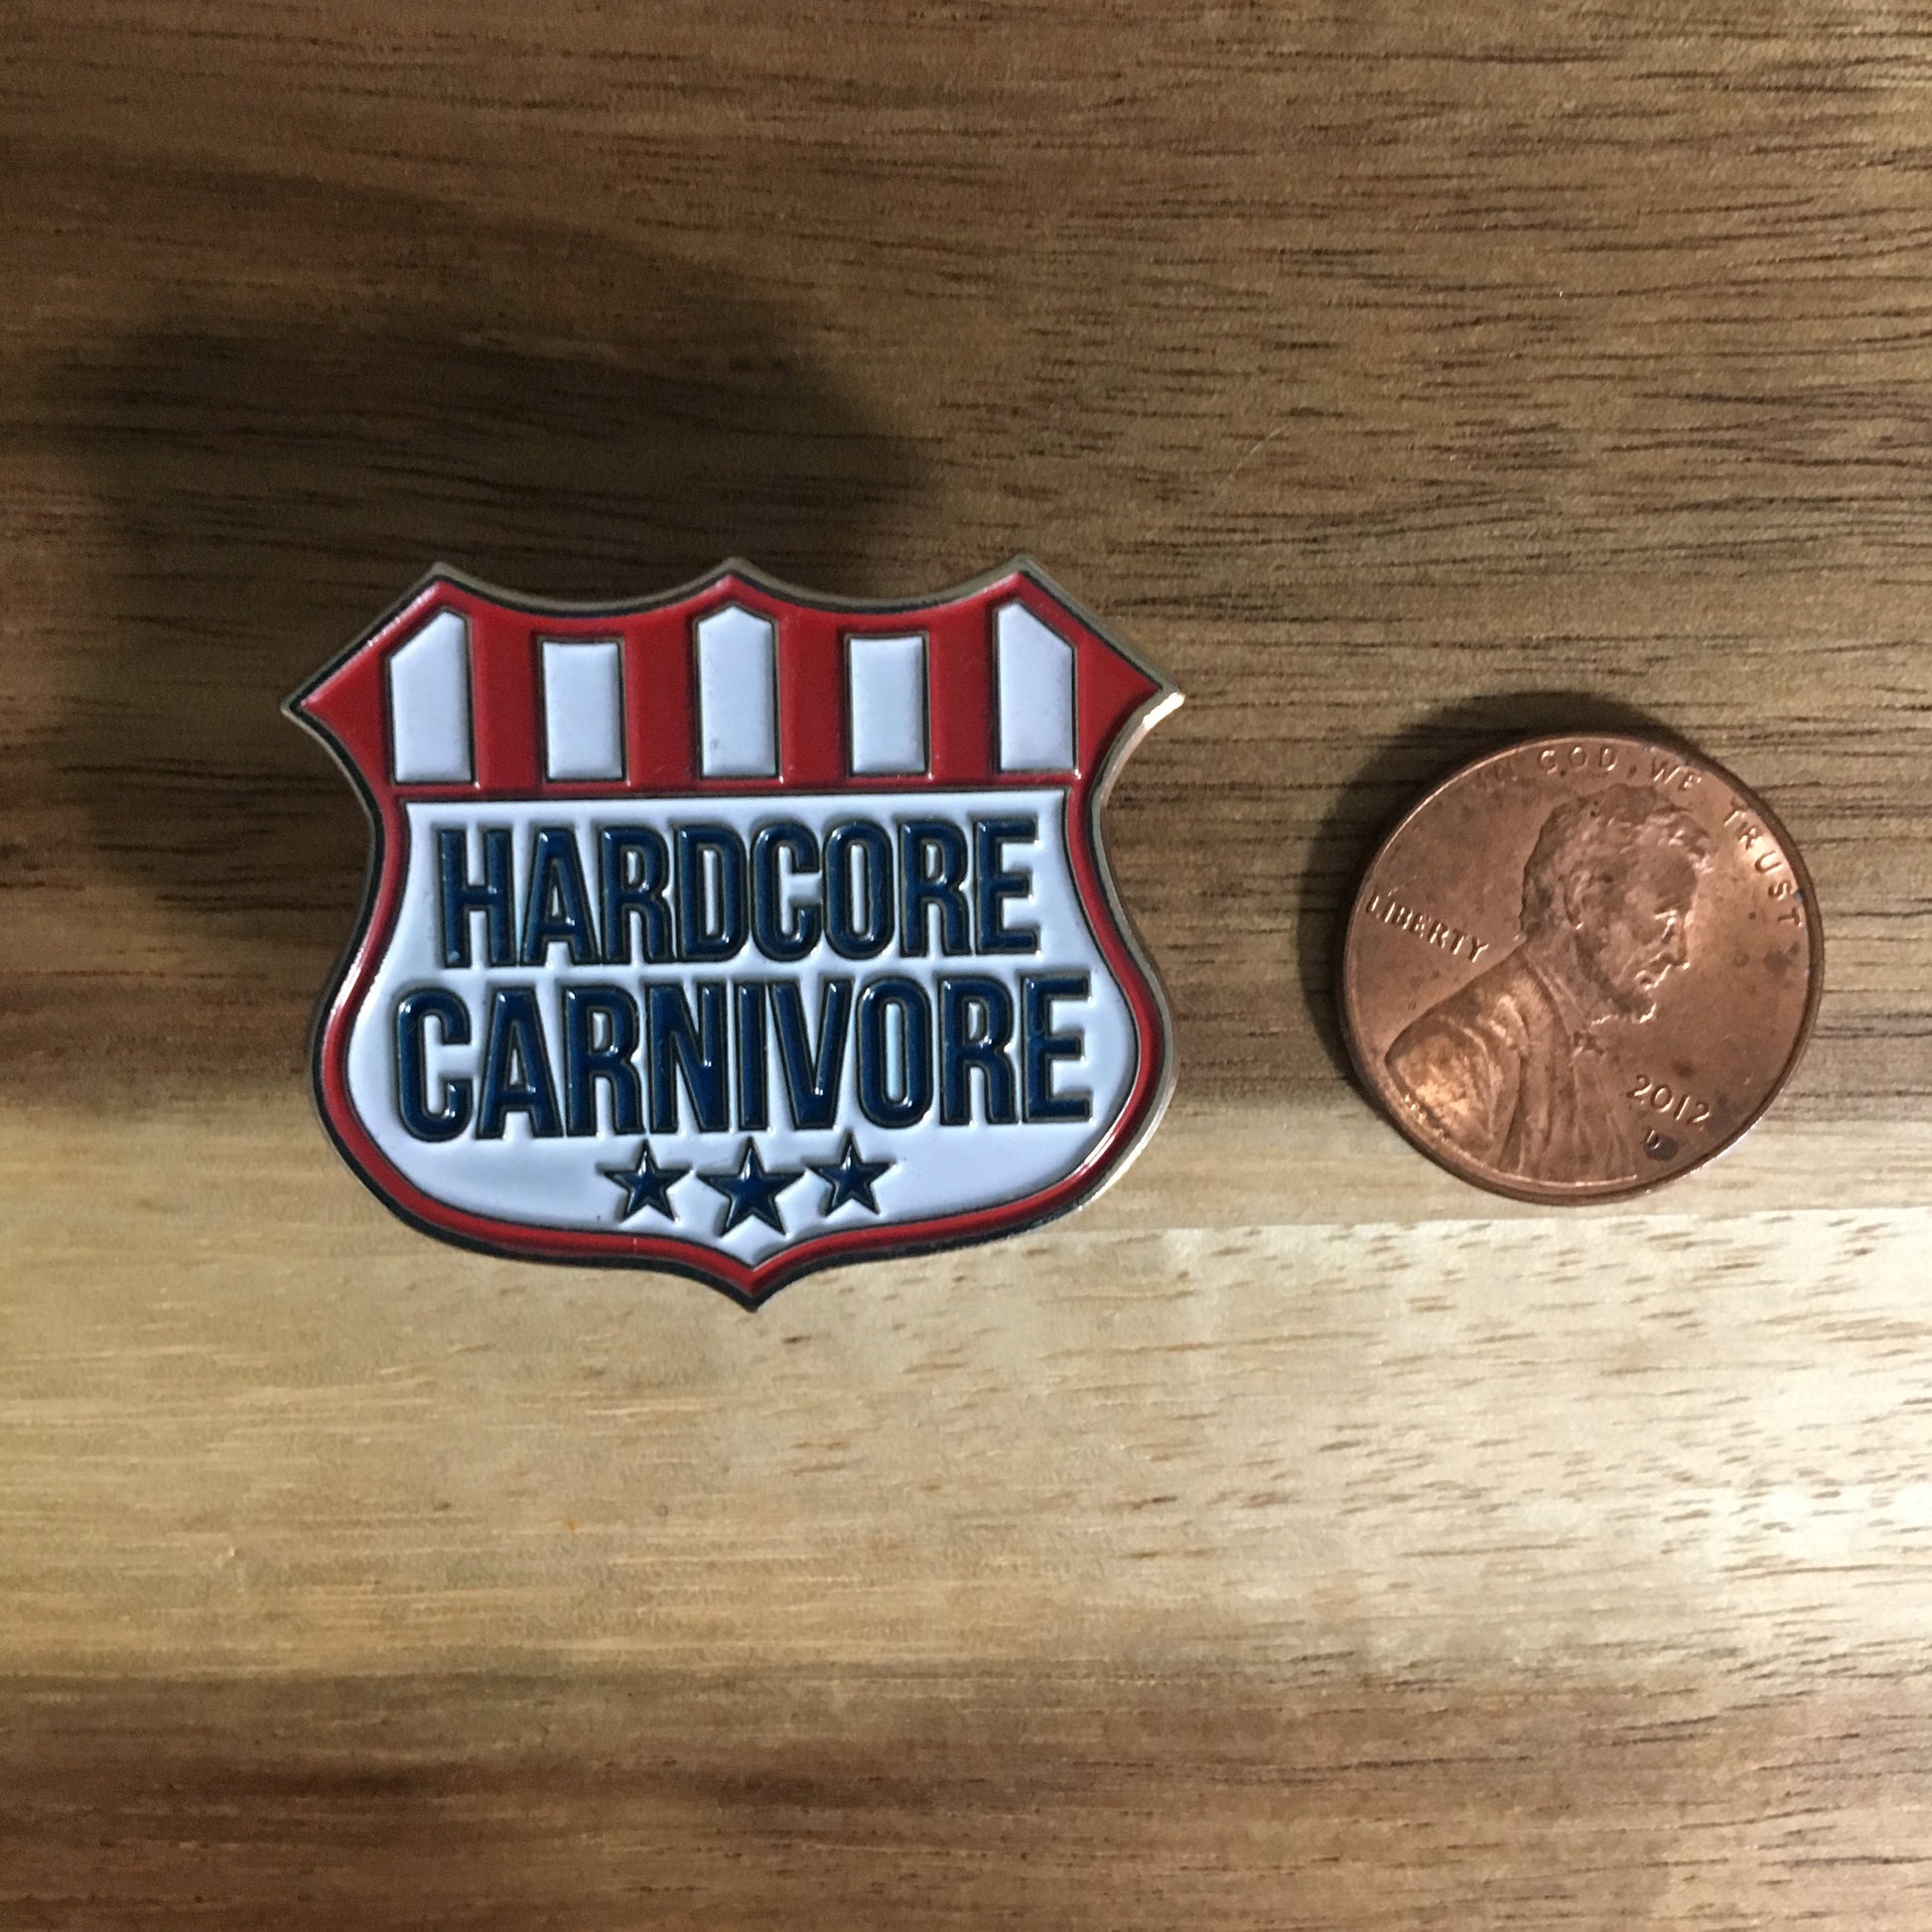 HARDCORE
CARNIVORE
IN GOD WE TRUST
LIBERTY
2012
D